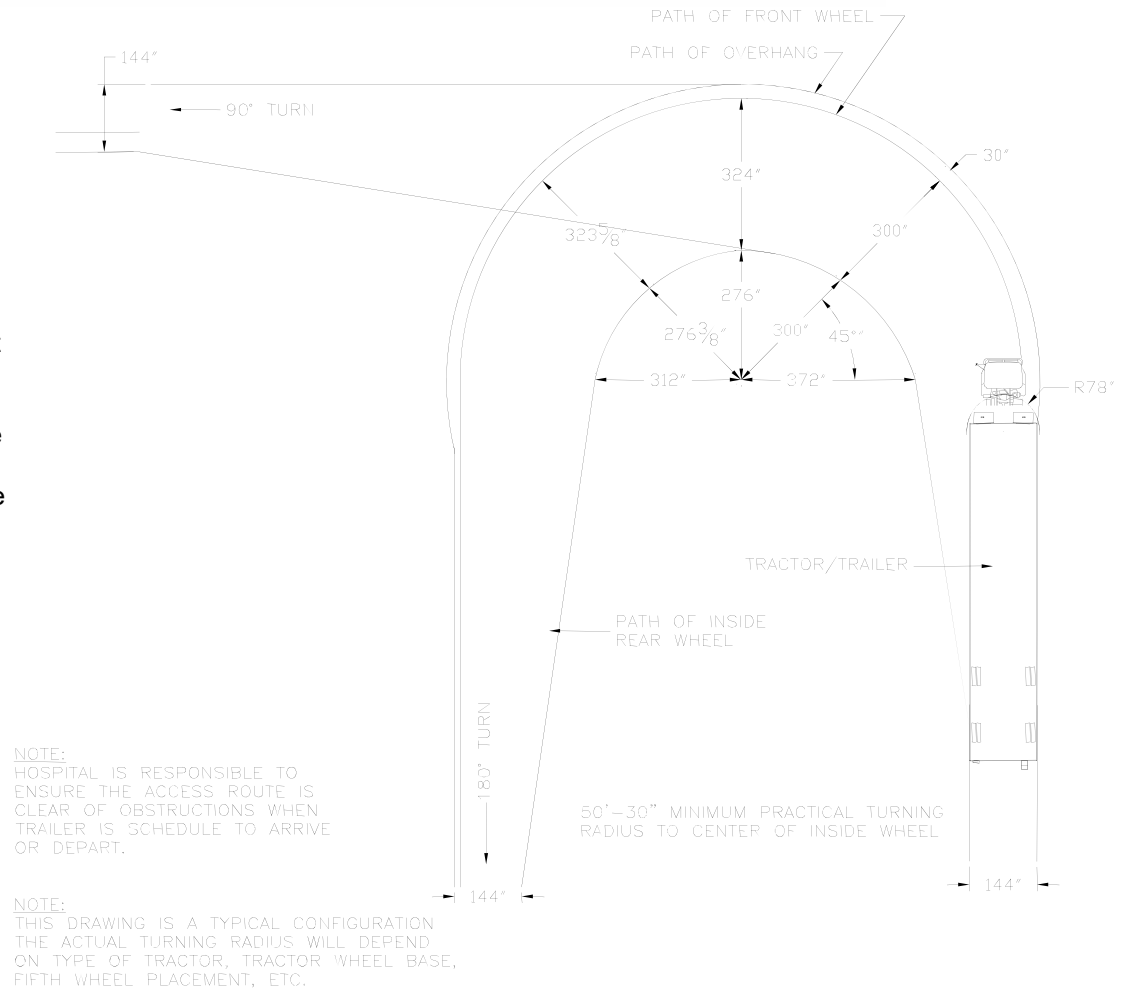 PATH OF FRONT WHEEL
PATH OF OVERHANG
144"
90° TURN
30"
324"
323 5/8"
300"
276"
276 3/8"
300"
45°"
312"
372"
R78"
TRACTOR/TRAILER
PATH OF INSIDE
REAR WHEEL
180° TURN
NOTE:
HOSPITAL IS RESPONSIBLE TO
ENSURE THE ACCESS ROUTE IS
CLEAR OF OBSTRUCTIONS WHEN
TRAILER IS SCHEDULE TO ARRIVE
OR DEPART.
50'-30" MINIMUM PRACTICAL TURNING
RADIUS TO CENTER OF INSIDE WHEEL
144"
144"
NOTE:
THIS DRAWING IS A TYPICAL CONFIGURATION
THE ACTUAL TURNING RADIUS WILL DEPEND
ON TYPE OF TRACTOR, TRACTOR WHEEL BASE,
FIFTH WHEEL PLACEMENT, ETC.